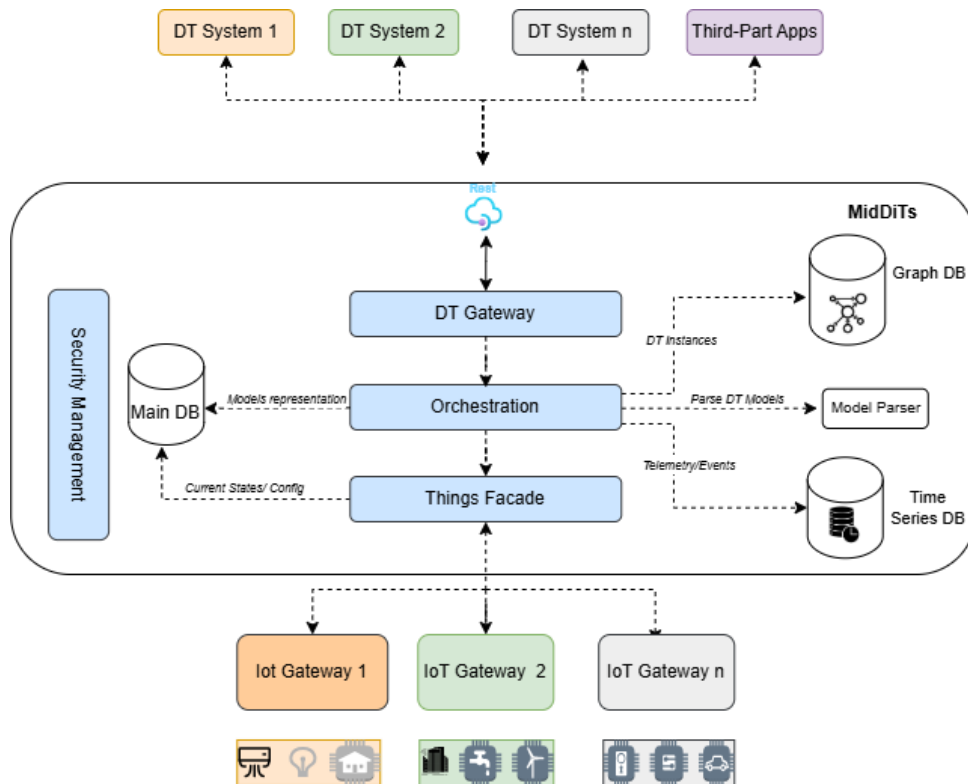 DT System 1
DT System 2
DT System n
Third-Part Apps
Rest
MidDiTs
Graph DB
DT Gateway
DT Instances
Security Management
Main DB
Models representation
Orchestration
Parse DT Models
Model Parser
Telemetry/Events
Current States/ Config
Things Facade
Time
Series DB
Iot Gateway 1
IoT Gateway 2
IoT Gateway n